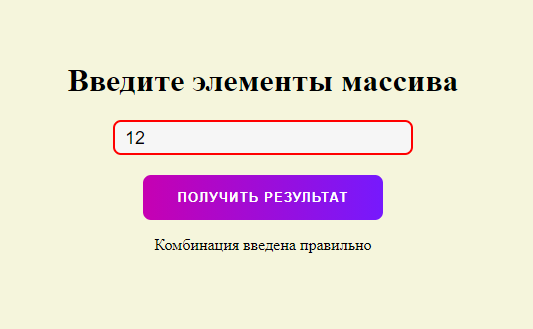 Введите элементы массива
12
ПОЛУЧИТЬ РЕЗУЛЬТАТ
Комбинация введена правильно